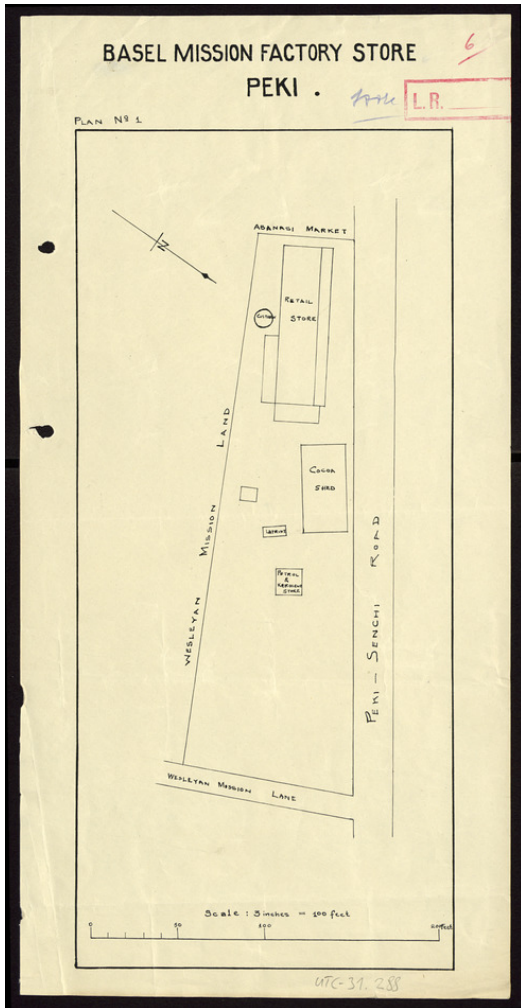 BASEL MISSION FACTORY STORE
PEKI .
6
L.R.
PLAN Nº 1
N
ABANAGI MARKET
RETAIL
STORE
COCOA
SHED
LATRINE
PETROL
&
KEROSENE
STORE
WESLEYAN MISSION LAND
PEKI – SENCHI ROAD
WESLEYAN MISSION LANE
Scale : 3 inches = 100 feet
0 50 100
UTC-31.288